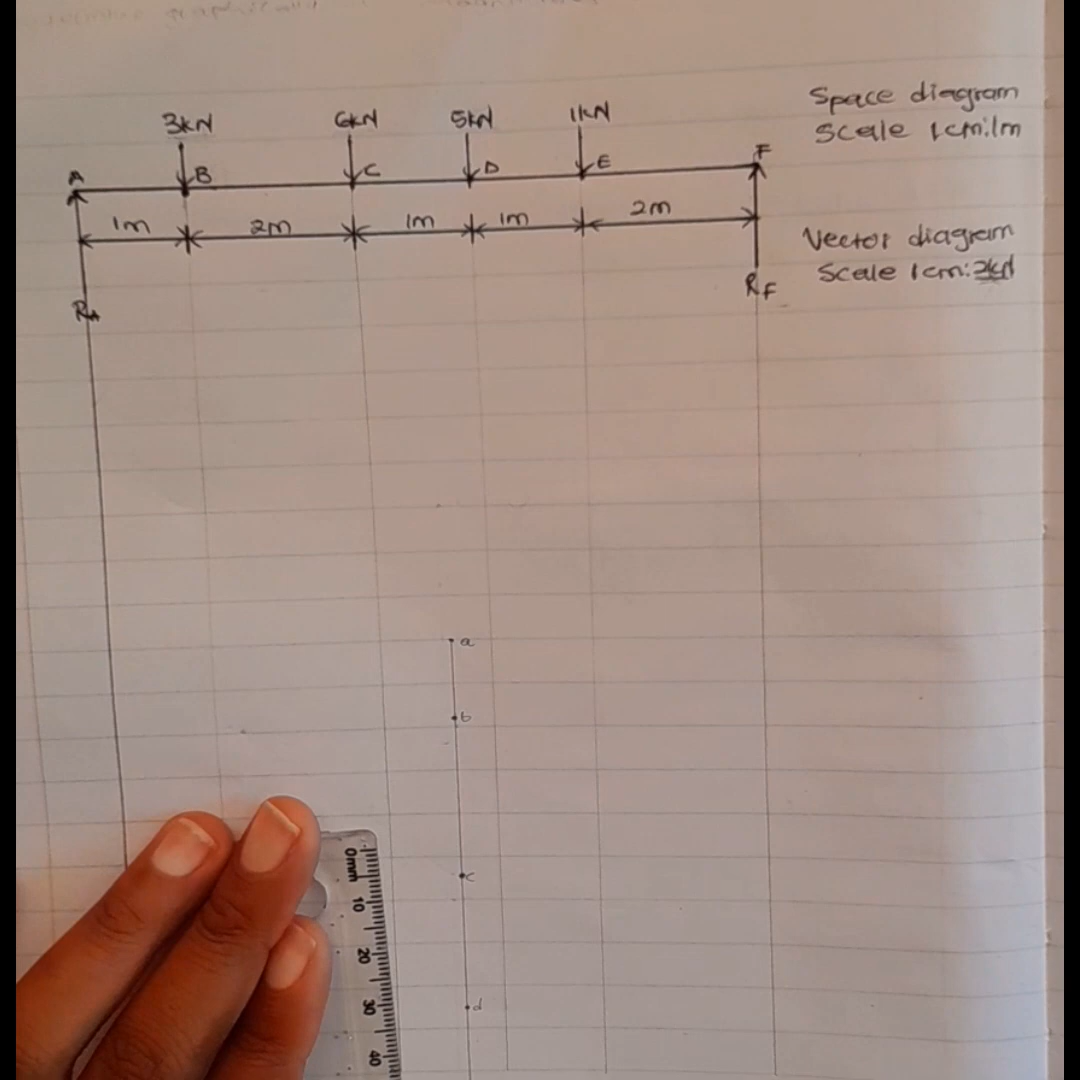 Space diagram
Scale 1cm:1m
3kN 6kN 5kN 1kN
A B C D E F
1m 2m 1m 1m 2m
Vector diagram
Scale 1cm:2kN
RA RF
a
b
c
d
0mm 10 20 30 40